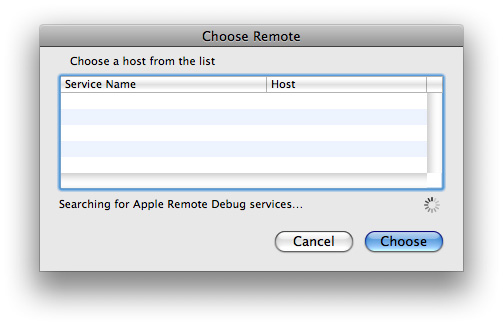 Choose Remote
Choose a host from the list
Service Name Host
Searching for Apple Remote Debug services...
Cancel Choose